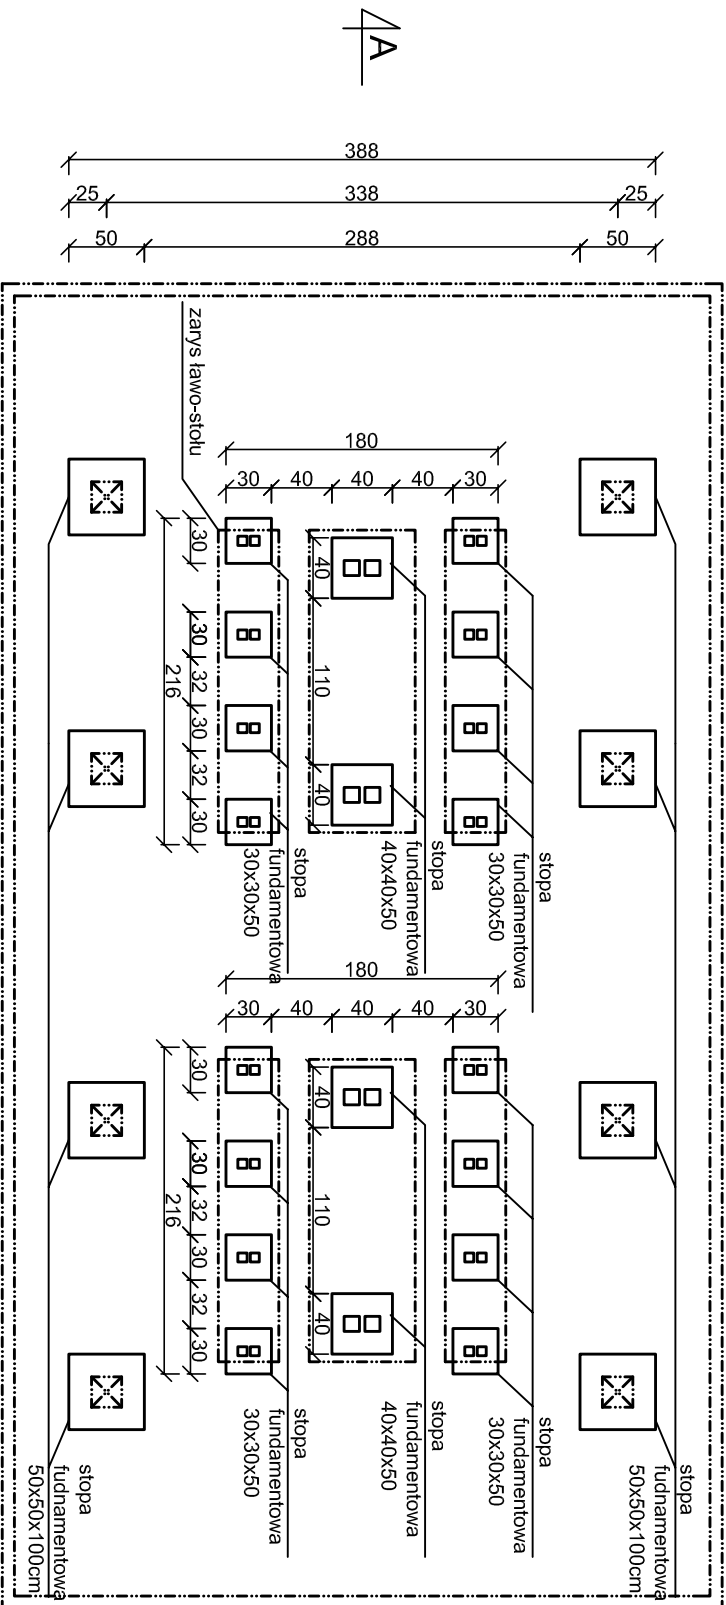 A
388
25
338
25
50
288
50
zarys ławo-stołu
180
30
40
40
40
30
30
40
30
32
30
32
30
216
110
40
stopa
fundamentowa
30x30x50
stopa
fundamentowa
40x40x50
stopa
fundamentowa
30x30x50
180
30
40
40
40
30
30
40
30
32
30
32
30
216
110
40
stopa
fundamentowa
30x30x50
stopa
fundamentowa
40x40x50
stopa
fundamentowa
30x30x50
stopa
fudnamentowa
50x50x100cm
stopa
fudnamentowa
50x50x100cm